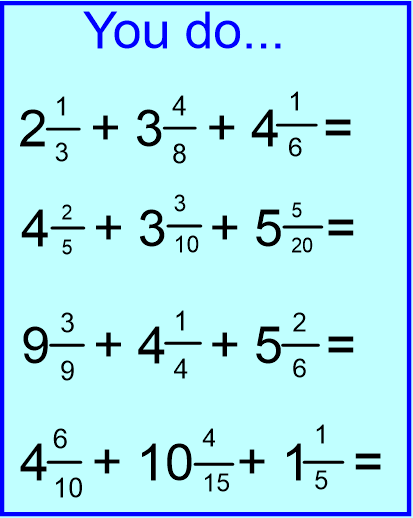 You do...
2 1/3 + 3 4/8 + 4 1/6 =
4 2/5 + 3 3/10 + 5 5/20 =
9 3/9 + 4 1/4 + 5 2/6 =
4 6/10 + 10 4/15 + 1 1/5 =